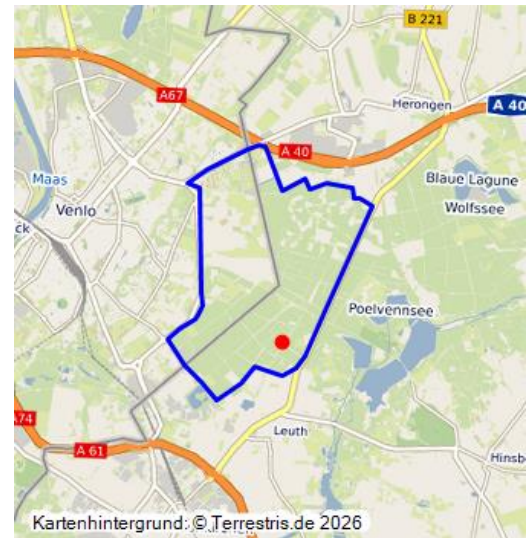 B 221
A67
Herongen
A 40
A 40
Maas
Blaue Lagune
Wolfssee
Venlo
ck
Poelvennsee
A74
Leuth
A 61
Hinsb
Kartenhintergrund: © Terrestris.de 2026